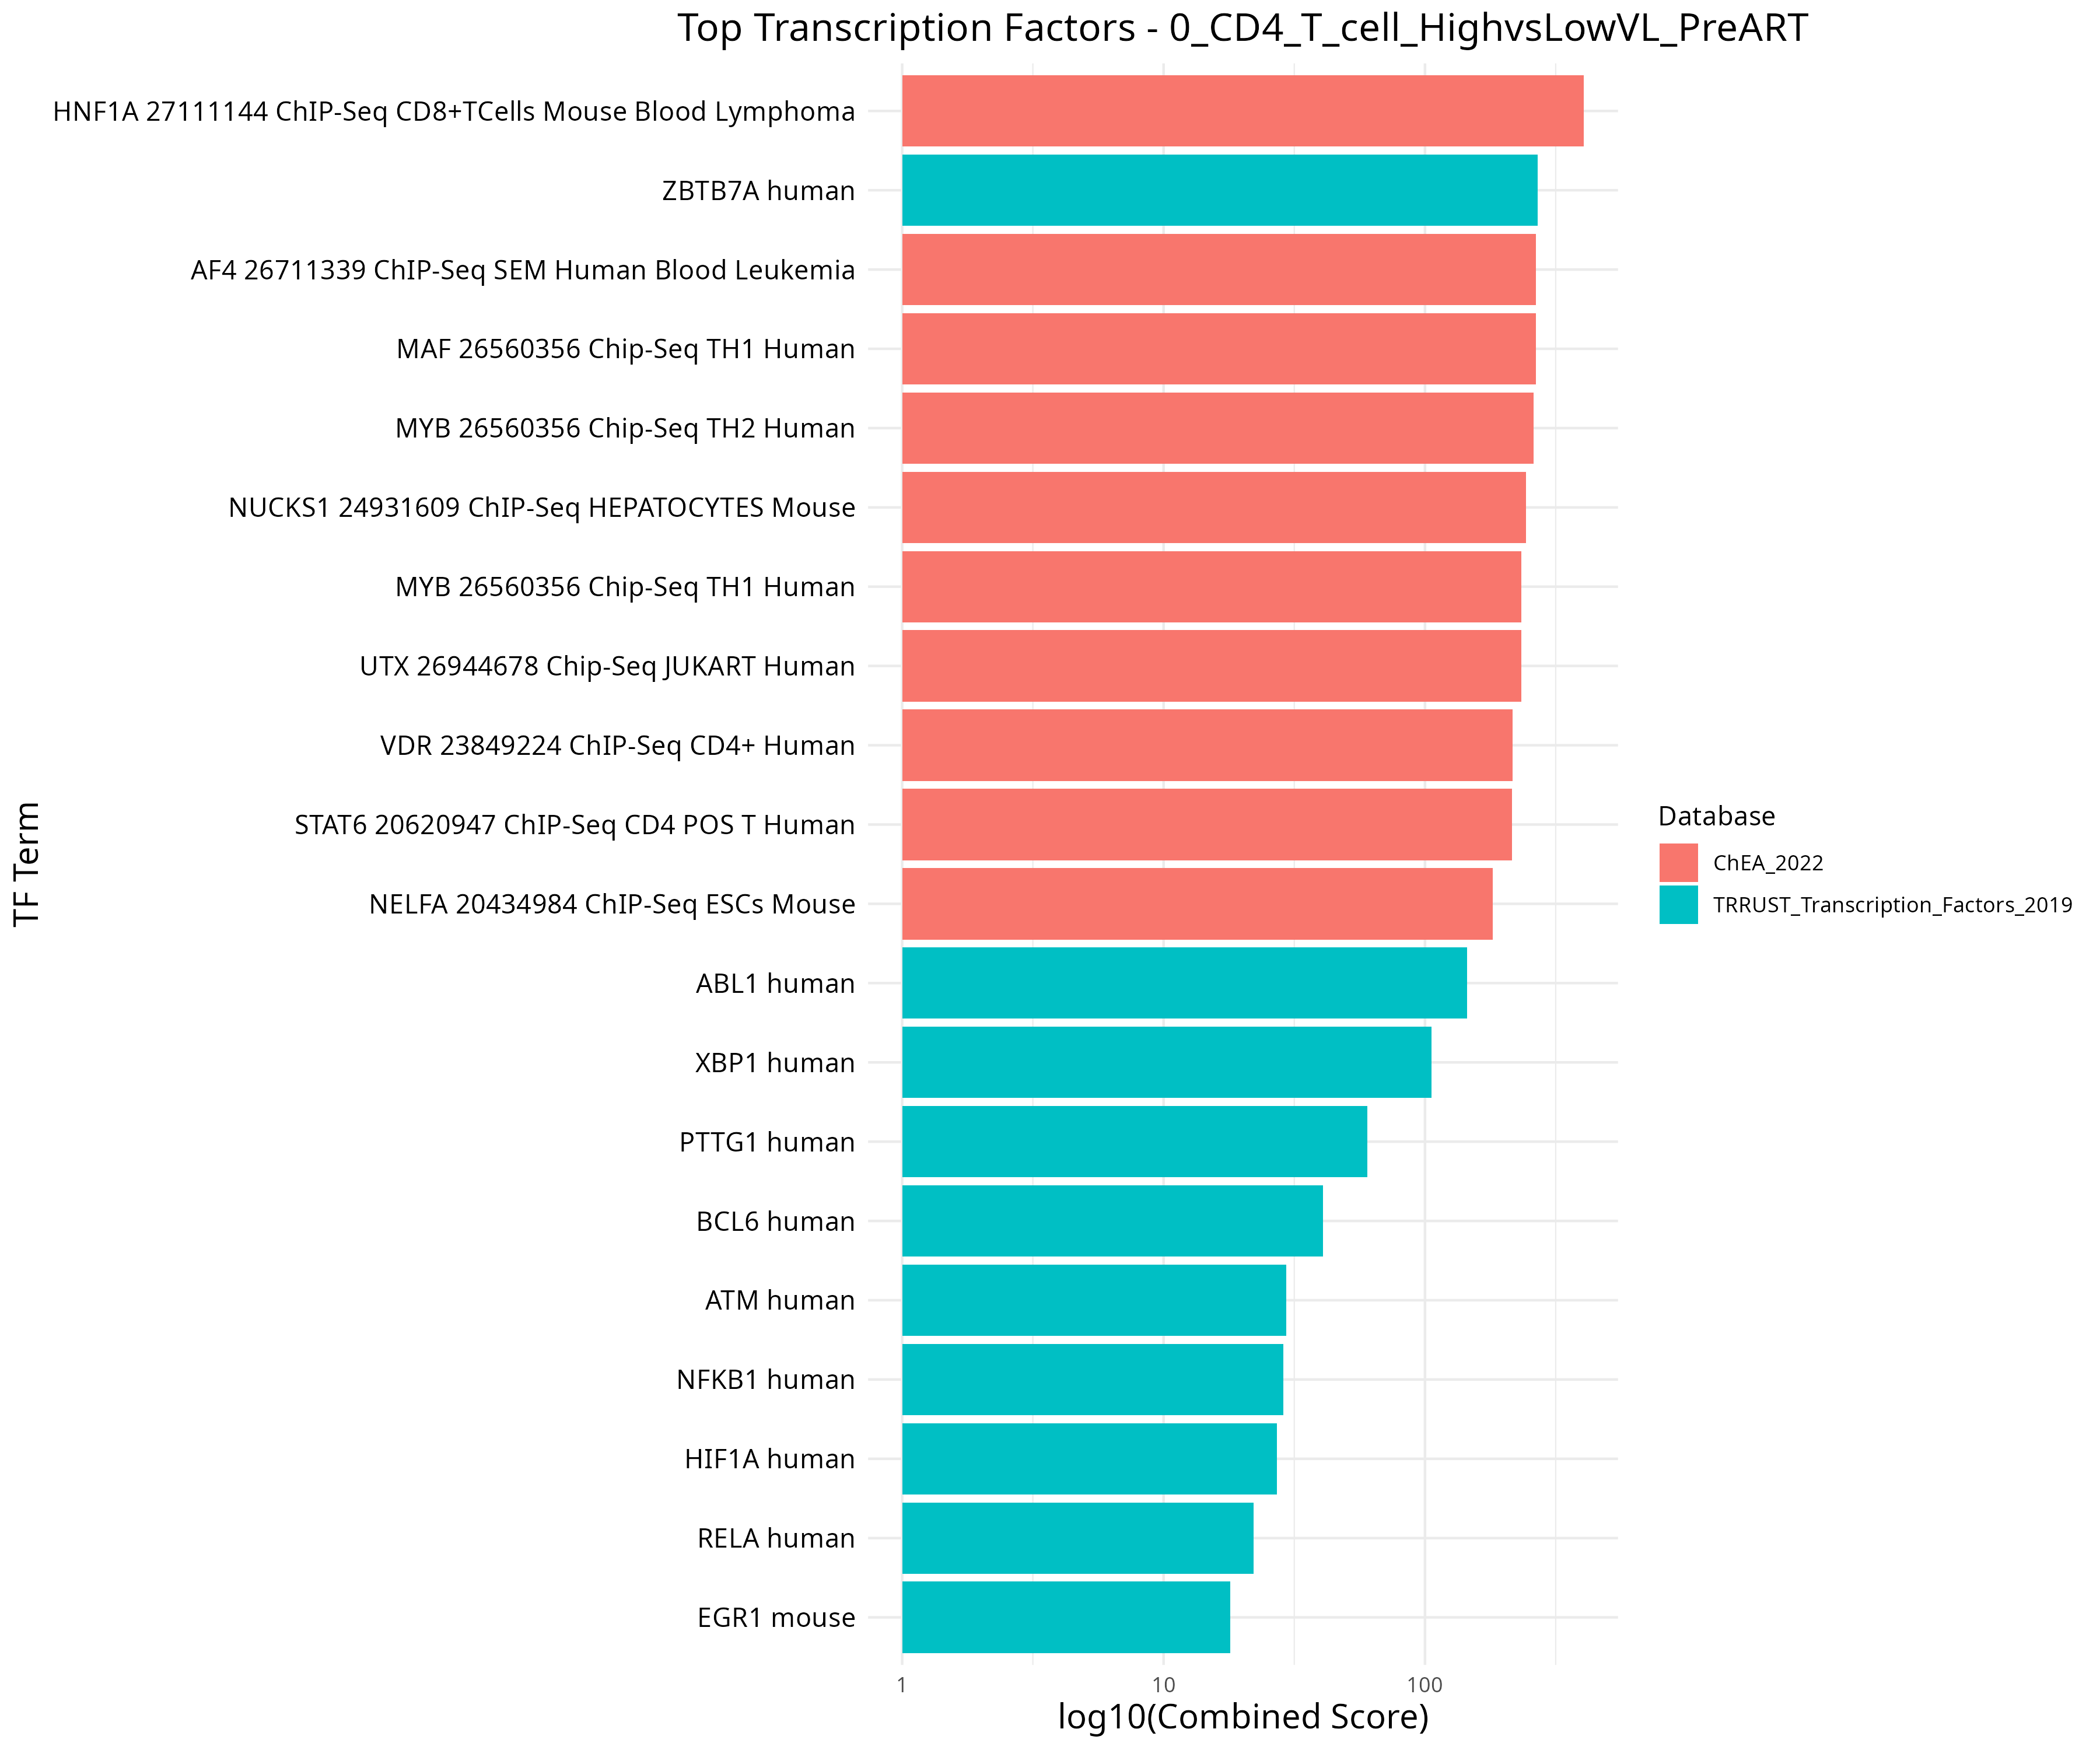 Top Transcription Factors - 0_CD4_T_cell_HighvsLowVL_PreART
HNF1A 27111144 ChIP-Seq CD8+TCells Mouse Blood Lymphoma
ZBTB7A human
AF4 26711339 ChIP-Seq SEM Human Blood Leukemia
MAF 26560356 Chip-Seq TH1 Human
MYB 26560356 Chip-Seq TH2 Human
NUCKS1 24931609 ChIP-Seq HEPATOCYTES Mouse
MYB 26560356 Chip-Seq TH1 Human
UTX 26944678 Chip-Seq JUKART Human
VDR 23849224 ChIP-Seq CD4+ Human
STAT6 20620947 ChIP-Seq CD4 POS T Human
NELFA 20434984 ChIP-Seq ESCs Mouse
ABL1 human
XBP1 human
PTTG1 human
BCL6 human
ATM human
NFKB1 human
HIF1A human
RELA human
EGR1 mouse
TF Term
1 10 100
log10(Combined Score)
Database
ChEA_2022
TRRUST_Transcription_Factors_2019